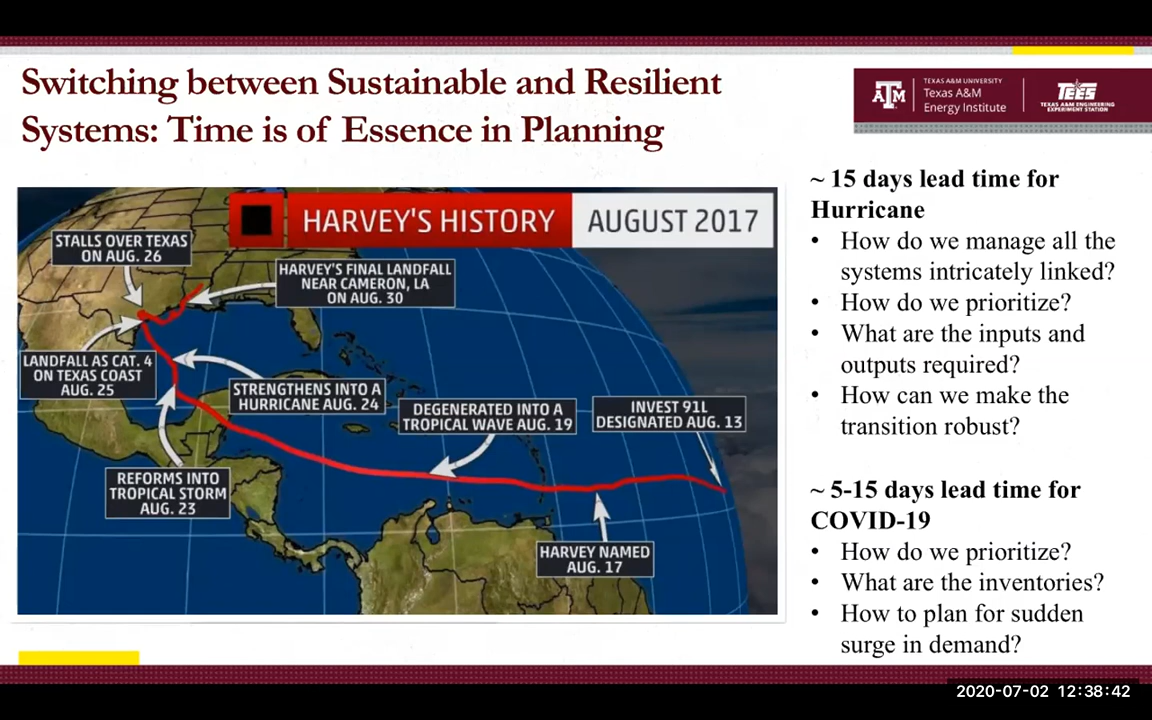 Switching between Sustainable and Resilient
Systems: Time is of Essence in Planning
TEXAS A&M UNIVERSITY
Texas A&M
Energy Institute
ATM
TEES
TEXAS A&M ENGINEERING
EXPERIMENT STATION
HARVEY'S HISTORY
AUGUST 2017
STALLS OVER TEXAS
ON AUG. 26
HARVEY'S FINAL LANDFALL
NEAR CAMERON, LA
ON AUG. 30
LANDFALL AS CAT. 4
ON TEXAS COAST
AUG. 25
STRENGTHENS INTO A
HURRICANE AUG. 24
DEGENERATED INTO A
TROPICAL WAVE AUG. 19
INVEST 91L
DESIGNATED AUG. 13
REFORMS INTO
TROPICAL STORM
AUG. 23
HARVEY NAMED
AUG. 17
~ 15 days lead time for
Hurricane
• How do we manage all the
systems intricately linked?
• How do we prioritize?
• What are the inputs and
outputs required?
• How can we make the
transition robust?
~ 5-15 days lead time for
COVID-19
• How do we prioritize?
• What are the inventories?
• How to plan for sudden
surge in demand?
2020-07-02 12:38:42